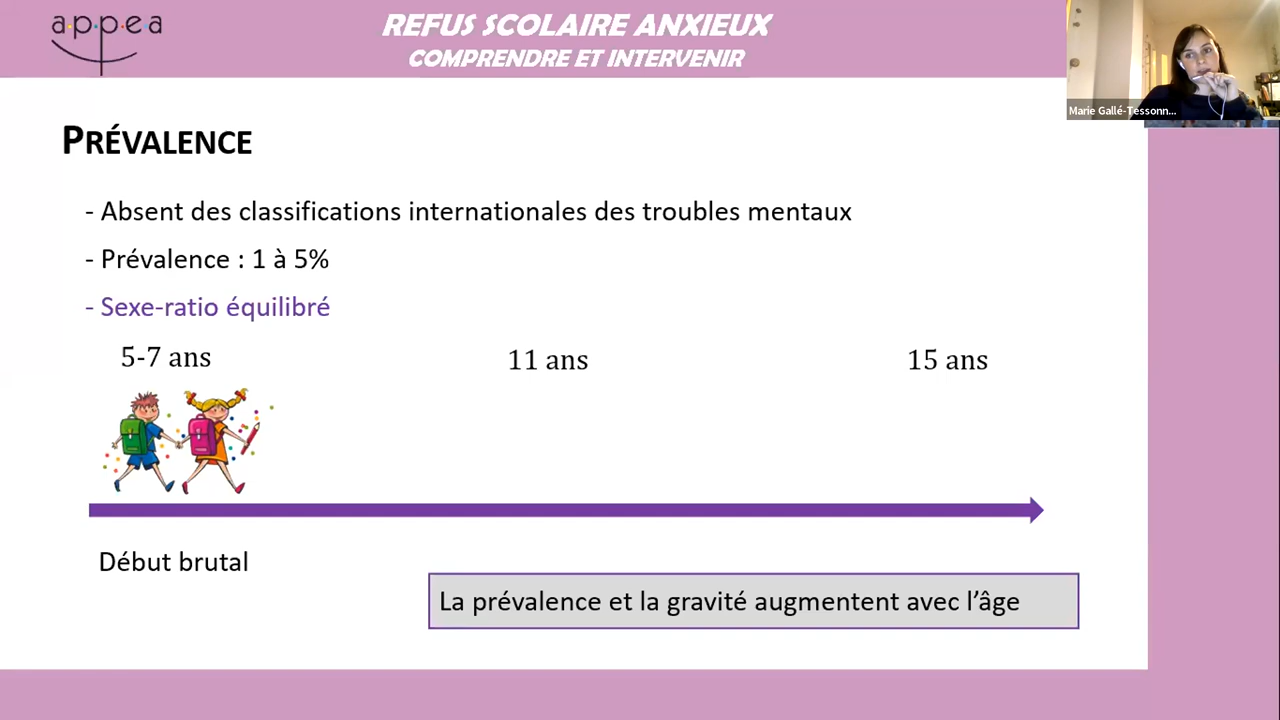 a·p·p·e·a
REFUS SCOLAIRE ANXIEUX
COMPRENDRE ET INTERVENIR
Marie Gallé-Tessonn...
PRÉVALENCE
- Absent des classifications internationales des troubles mentaux
- Prévalence : 1 à 5%
- Sexe-ratio équilibré
5-7 ans
11 ans
15 ans
Début brutal
La prévalence et la gravité augmentent avec l’âge